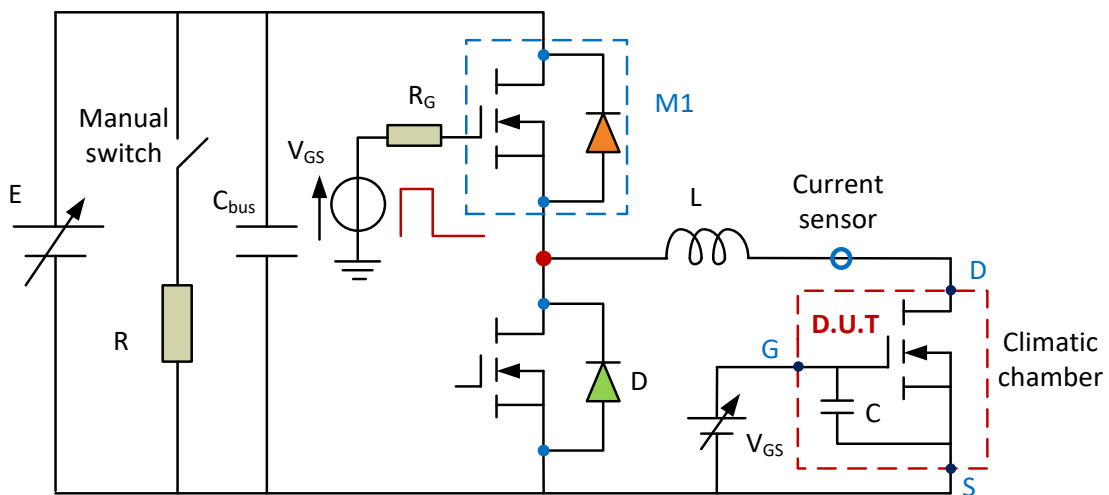 Manual
switch
E
R
C_bus
V_GS
R_G
M1
D
L
Current
sensor
D
D.U.T
G
C
V_GS
S
Climatic
chamber